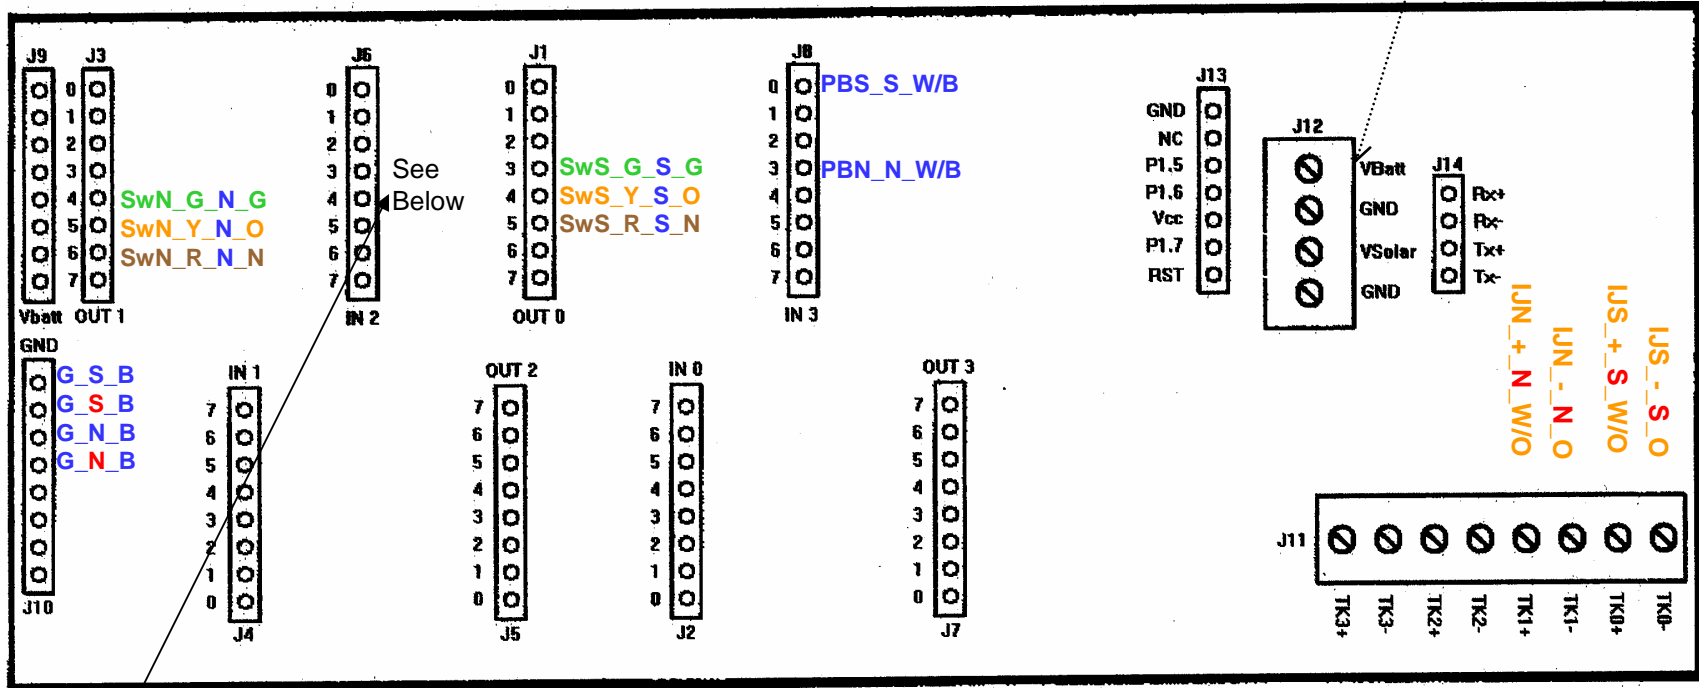 J9 J3 J6 J1 J8
0 0 0 0 PBS_S_W/B
1 1 1 1
2 2 2 2
3 3 See 3 SwS_G_S_G 3 PBN_N_W/B
4 SwN_G_N_G 4 Below 4 SwS_Y_S_O 4
5 SwN_Y_N_O 5 5 SwS_R_S_N 5
6 SwN_R_N_N 6 6 6
7 7 7 7
Vbatt OUT 1 IN 2 OUT 0 IN 3
J13
GND
NC
P1.5
P1.6
Vcc
P1.7
RST
J12
VBatt
GND
VSolar
GND
J14
Rx+
Rx-
Tx+
Tx-
GND
G_S_B
G_S_B
G_N_B
G_N_B
J10
IN 1
7
6
5
4
3
2
1
0
J4
OUT 2
7
6
5
4
3
2
1
0
J5
IN 0
7
6
5
4
3
2
1
0
J2
OUT 3
7
6
5
4
3
2
1
0
J7
IJN_+_N_W/O
IJN_-_N_O
IJS_+_S_W/O
IJS_-_S_O
J11
TK3+
TK3-
TK2+
TK2-
TK1+
TK1-
TK0+
TK0-